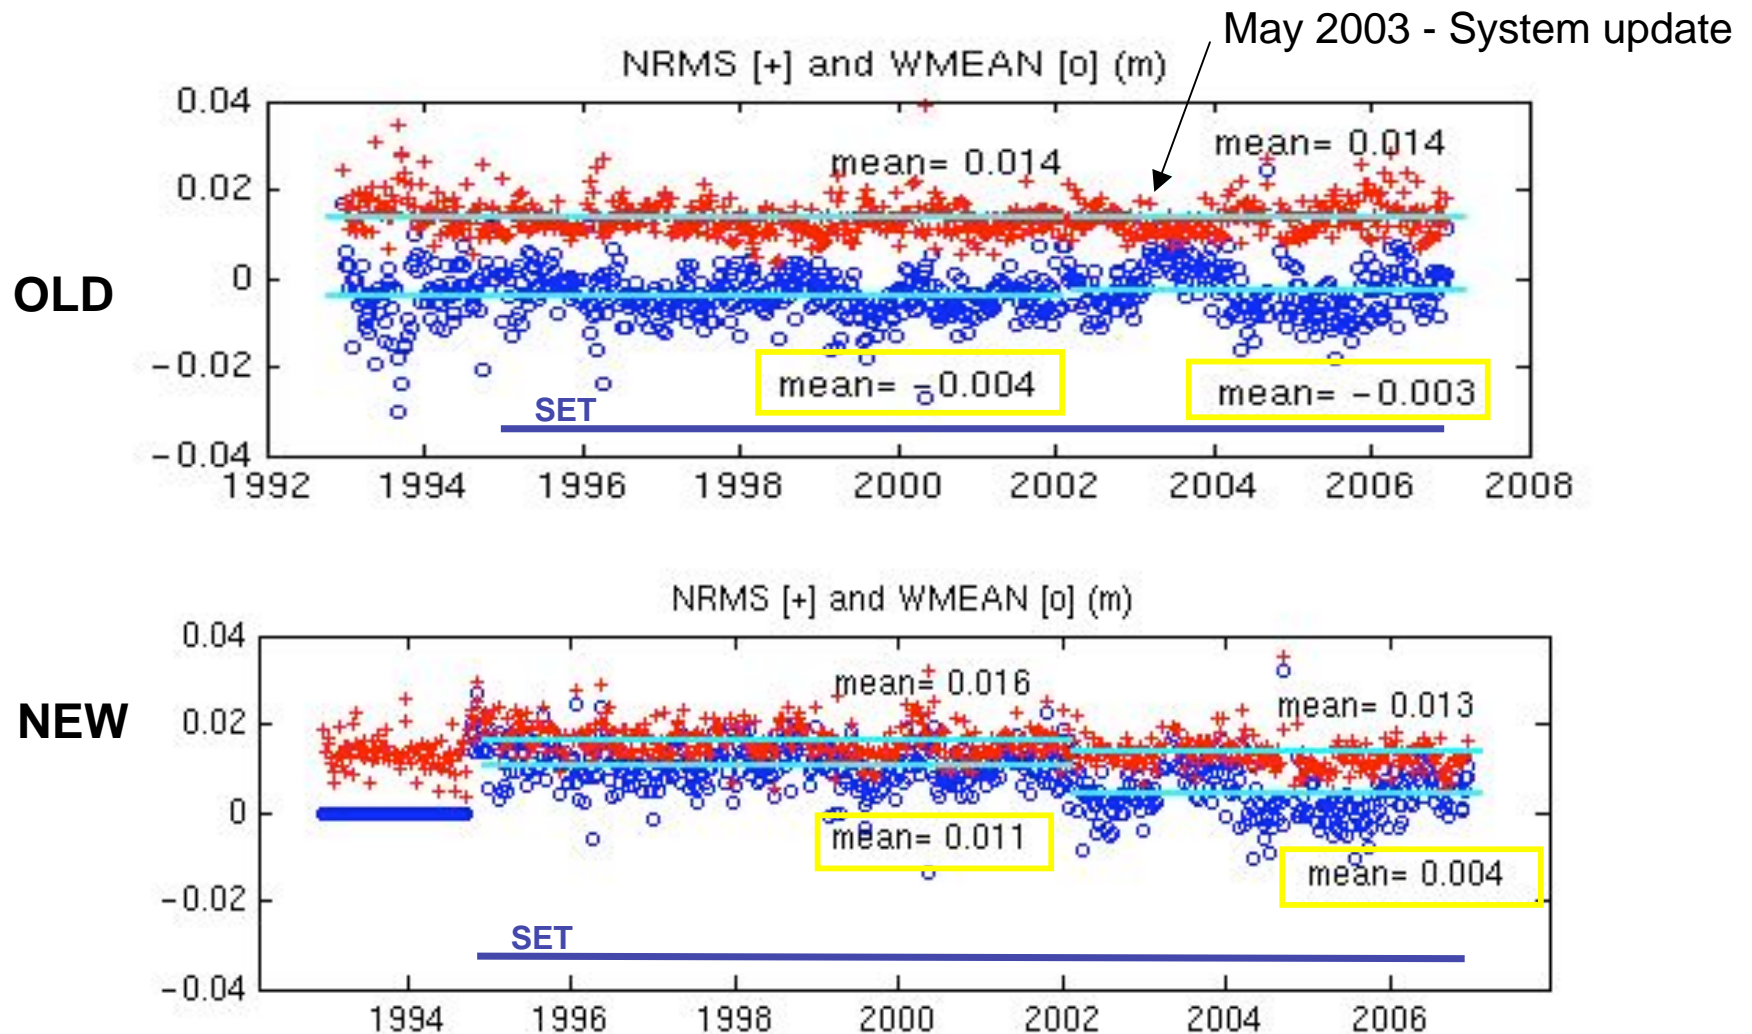 May 2003 - System update
NRMS [+] and WMEAN [o] (m)
0.04
0.02
0
−0.02
−0.04
mean= 0.014
mean= 0.014
OLD
mean= −0.004
mean= −0.003
SET
1992 1994 1996 1998 2000 2002 2004 2006 2008
NRMS [+] and WMEAN [o] (m)
0.04
0.02
0
−0.02
−0.04
mean= 0.016
mean= 0.013
NEW
mean= 0.011
mean= 0.004
SET
1994 1996 1998 2000 2002 2004 2006